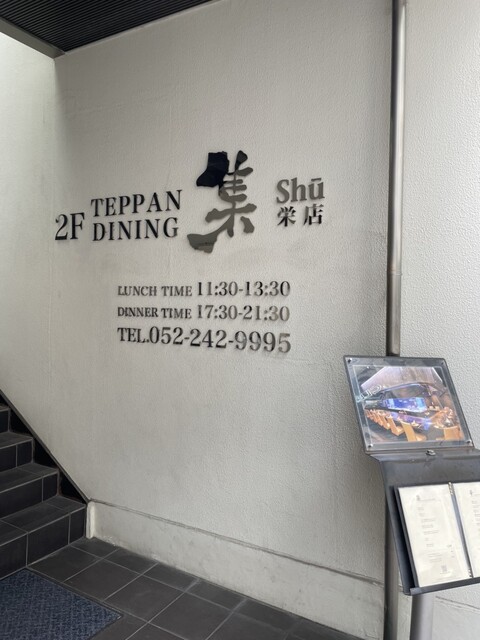 2F TEPPAN DINING 集 Shū 栄店
LUNCH TIME 11:30-13:30
DINNER TIME 17:30-21:30
TEL.052-242-9995